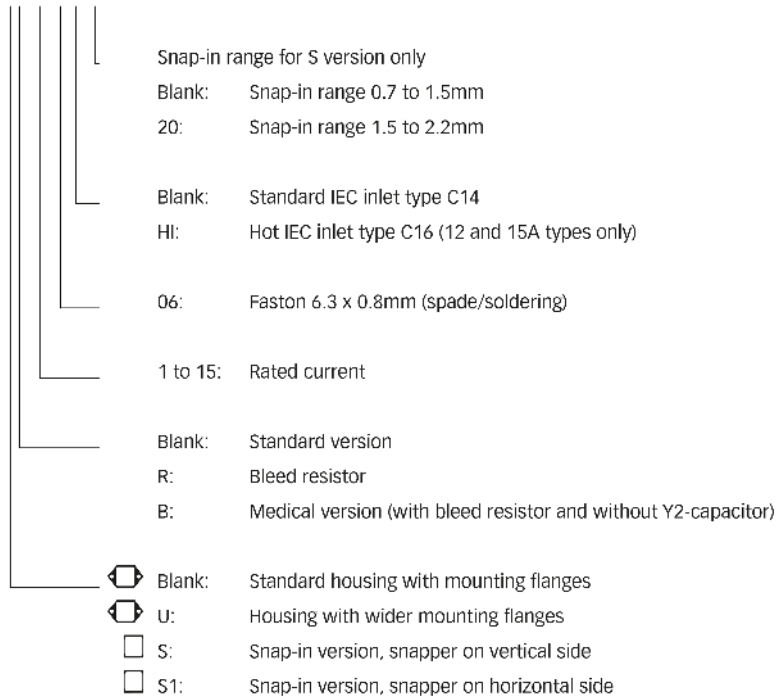 Snap-in range for S version only
Blank: Snap-in range 0.7 to 1.5mm
20: Snap-in range 1.5 to 2.2mm
Blank: Standard IEC inlet type C14
HI: Hot IEC inlet type C16 (12 and 15A types only)
06: Faston 6.3 x 0.8mm (spade/soldering)
1 to 15: Rated current
Blank: Standard version
R: Bleed resistor
B: Medical version (with bleed resistor and without Y2-capacitor)
Blank: Standard housing with mounting flanges
U: Housing with wider mounting flanges
S: Snap-in version, snapper on vertical side
S1: Snap-in version, snapper on horizontal side